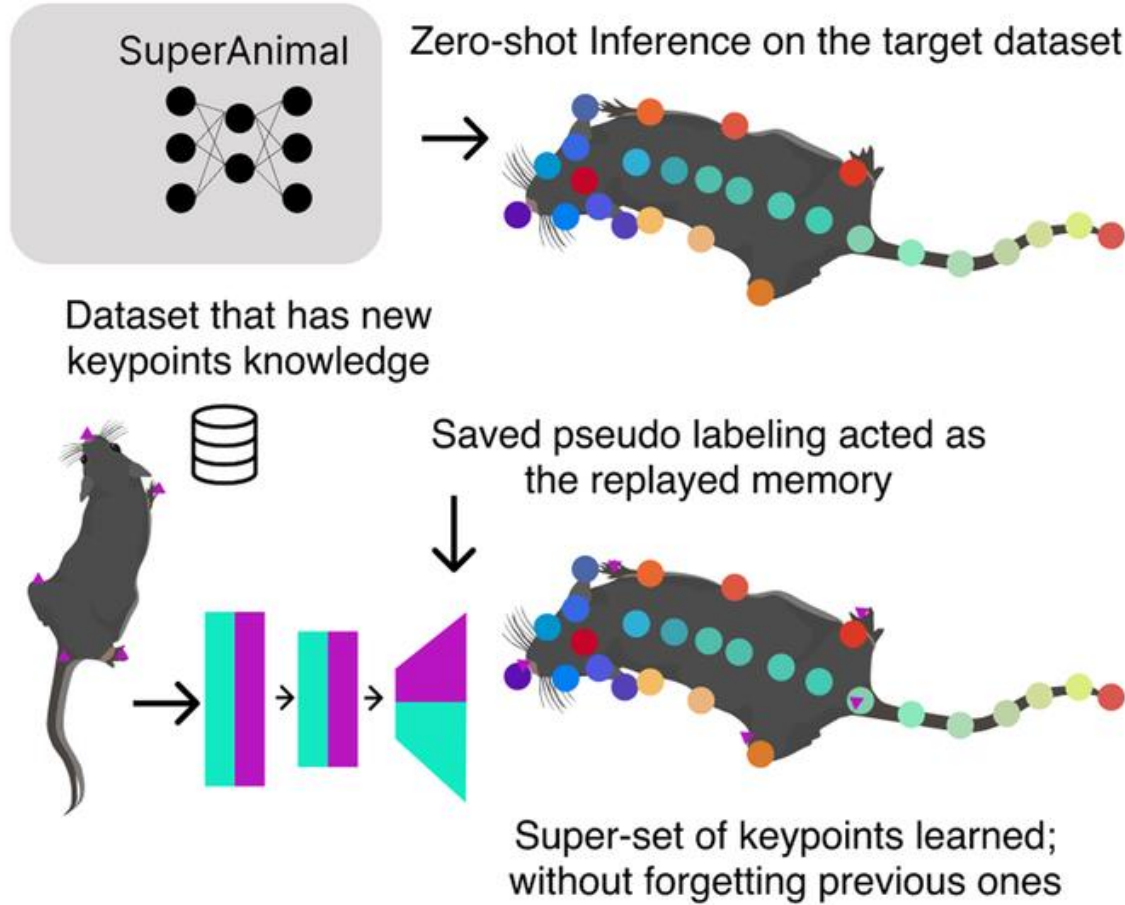 SuperAnimal
Zero-shot Inference on the target dataset
Dataset that has new
keypoints knowledge
Saved pseudo labeling acted as
the replayed memory
Super-set of keypoints learned;
without forgetting previous ones